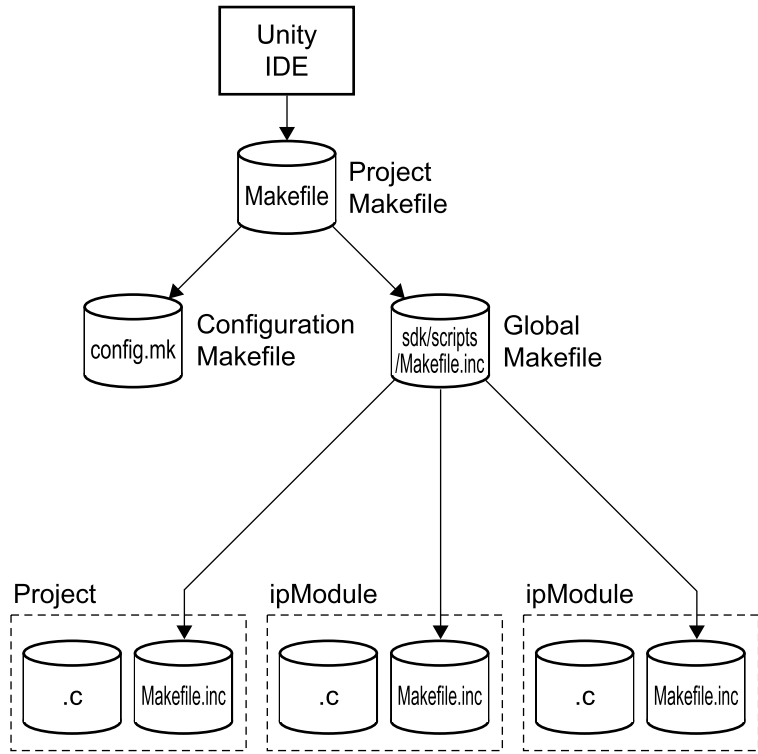 Unity
IDE
Makefile
Project
Makefile
config.mk
Configuration
Makefile
sdk/scripts
/Makefile.inc
Global
Makefile
Project
ipModule
ipModule
.c
Makefile.inc
.c
Makefile.inc
.c
Makefile.inc